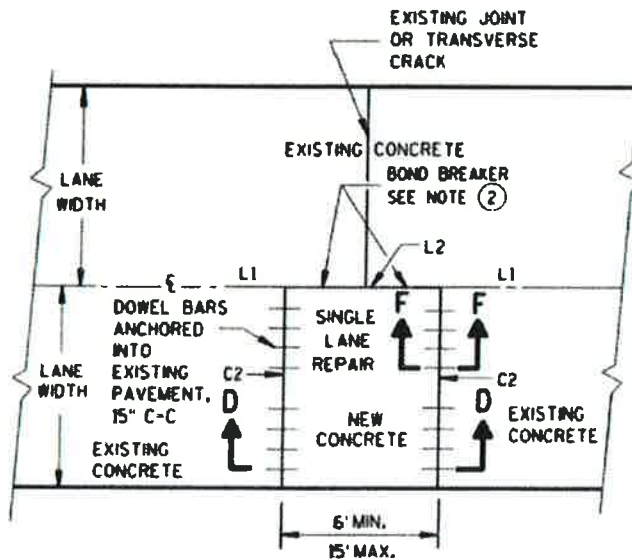 EXISTING JOINT
OR TRANSVERSE
CRACK
EXISTING CONCRETE
BOND BREAKER
SEE NOTE ②
LANE
WIDTH
L2
L1
℄
L1
DOWEL BARS
ANCHORED
INTO
EXISTING
PAVEMENT,
15" C-C
SINGLE
LANE
REPAIR
F
F
C2
C2
LANE
WIDTH
D
D
NEW
CONCRETE
EXISTING
CONCRETE
EXISTING
CONCRETE
6' MIN.
15' MAX.